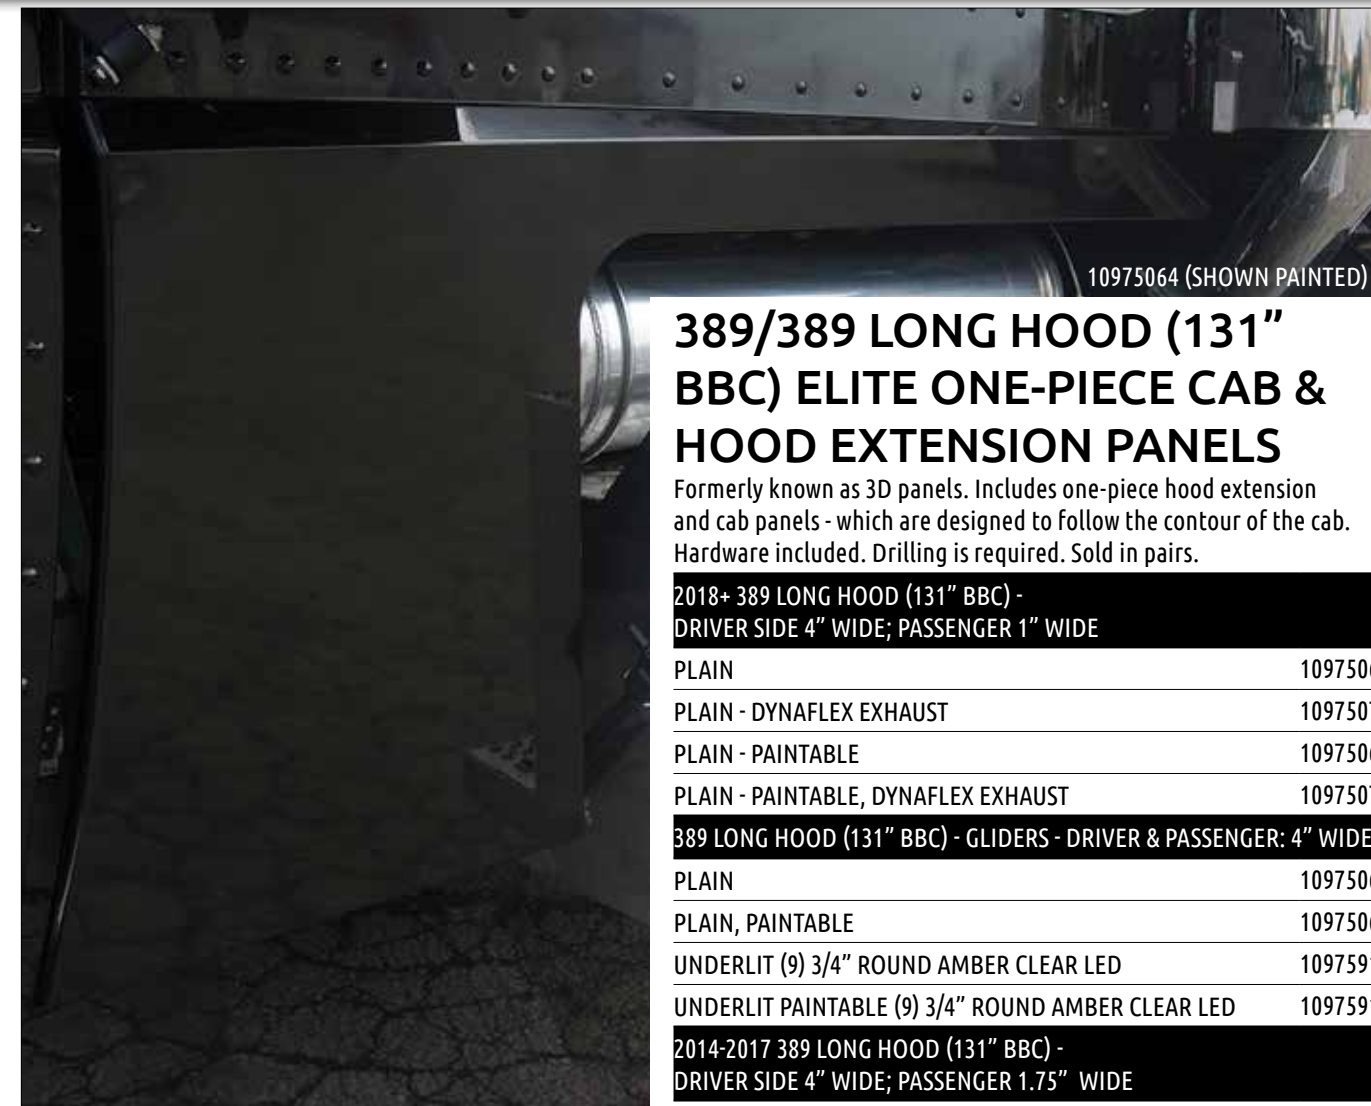 10975064 (SHOWN PAINTED)
389/389 LONG HOOD (131”
BBC) ELITE ONE-PIECE CAB &
HOOD EXTENSION PANELS
Formerly known as 3D panels. Includes one-piece hood extension
and cab panels - which are designed to follow the contour of the cab.
Hardware included. Drilling is required. Sold in pairs.
2018+ 389 LONG HOOD (131” BBC) -
DRIVER SIDE 4” WIDE; PASSENGER 1” WIDE
PLAIN
PLAIN - DYNAFLEX EXHAUST
PLAIN - PAINTABLE
PLAIN - PAINTABLE, DYNAFLEX EXHAUST
389 LONG HOOD (131” BBC) - GLIDERS - DRIVER & PASSENGER: 4” WIDE
PLAIN
PLAIN, PAINTABLE
UNDERLIT (9) 3/4” ROUND AMBER CLEAR LED
UNDERLIT PAINTABLE (9) 3/4” ROUND AMBER CLEAR LED
2014-2017 389 LONG HOOD (131” BBC) -
DRIVER SIDE 4” WIDE; PASSENGER 1.75” WIDE